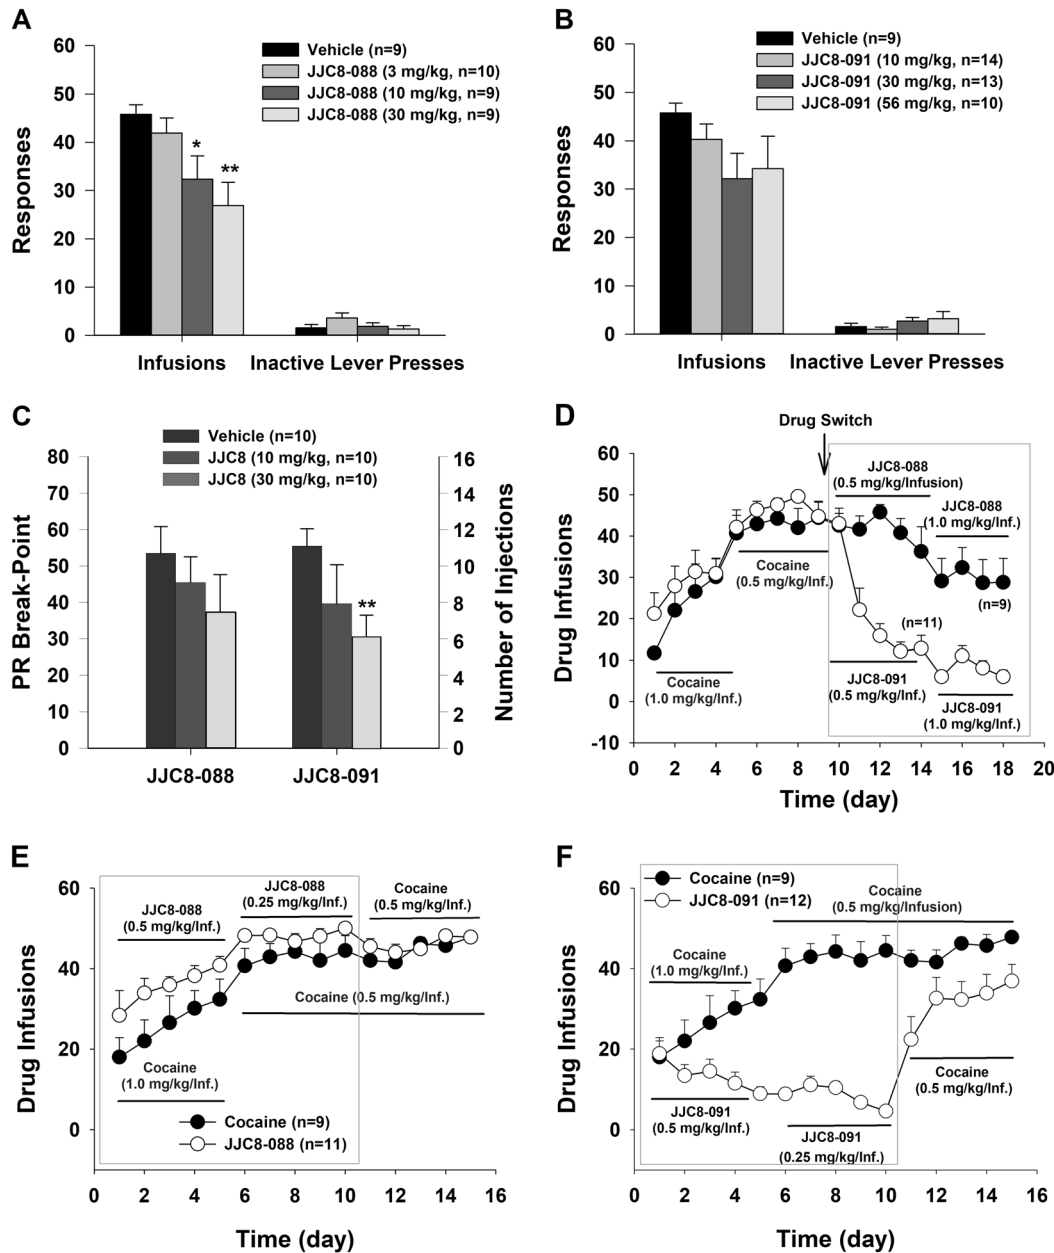 A
60
50
40
30
20
10
0
Responses
Vehicle (n=9)
JJC8-088 (3 mg/kg, n=10)
JJC8-088 (10 mg/kg, n=9)
JJC8-088 (30 mg/kg, n=9)
*
**
Infusions
Inactive Lever Presses
B
60
50
40
30
20
10
0
Responses
Vehicle (n=9)
JJC8-091 (10 mg/kg, n=14)
JJC8-091 (30 mg/kg, n=13)
JJC8-091 (56 mg/kg, n=10)
Infusions
Inactive Lever Presses
C
Vehicle (n=10)
JJC8 (10 mg/kg, n=10)
JJC8 (30 mg/kg, n=10)
80
70
60
50
40
30
20
10
0
PR Break-Point
16
14
12
10
8
6
4
2
0
Number of Injections
**
JJC8-088
JJC8-091
D
Drug Switch
60
50
40
30
20
10
0
-10
Drug Infusions
JJC8-088
(0.5 mg/kg/Infusion)
JJC8-088
(1.0 mg/kg/Inf.)
Cocaine
(0.5 mg/kg/Inf.)
(n=9)
(n=11)
Cocaine
(1.0 mg/kg/Inf.)
JJC8-091
(0.5 mg/kg/Inf.)
JJC8-091
(1.0 mg/kg/Inf.)
0
2
4
6
8
10
12
14
16
18
20
Time (day)
E
60
40
20
0
Drug Infusions
JJC8-088
(0.5 mg/kg/Inf.)
JJC8-088
(0.25 mg/kg/Inf.)
Cocaine
(0.5 mg/kg/Inf.)
Cocaine (0.5 mg/kg/Inf.)
Cocaine
(1.0 mg/kg/Inf.)
Cocaine (n=9)
JJC8-088 (n=11)
0
2
4
6
8
10
12
14
16
Time (day)
F
60
40
20
0
Drug Infusions
Cocaine (n=9)
JJC8-091 (n=12)
Cocaine
(0.5 mg/kg/Infusion)
Cocaine
(1.0 mg/kg/Inf.)
JJC8-091
(0.5 mg/kg/Inf.)
JJC8-091
(0.25 mg/kg/Inf.)
Cocaine
(0.5 mg/kg/Inf.)
0
2
4
6
8
10
12
14
16
Time (day)